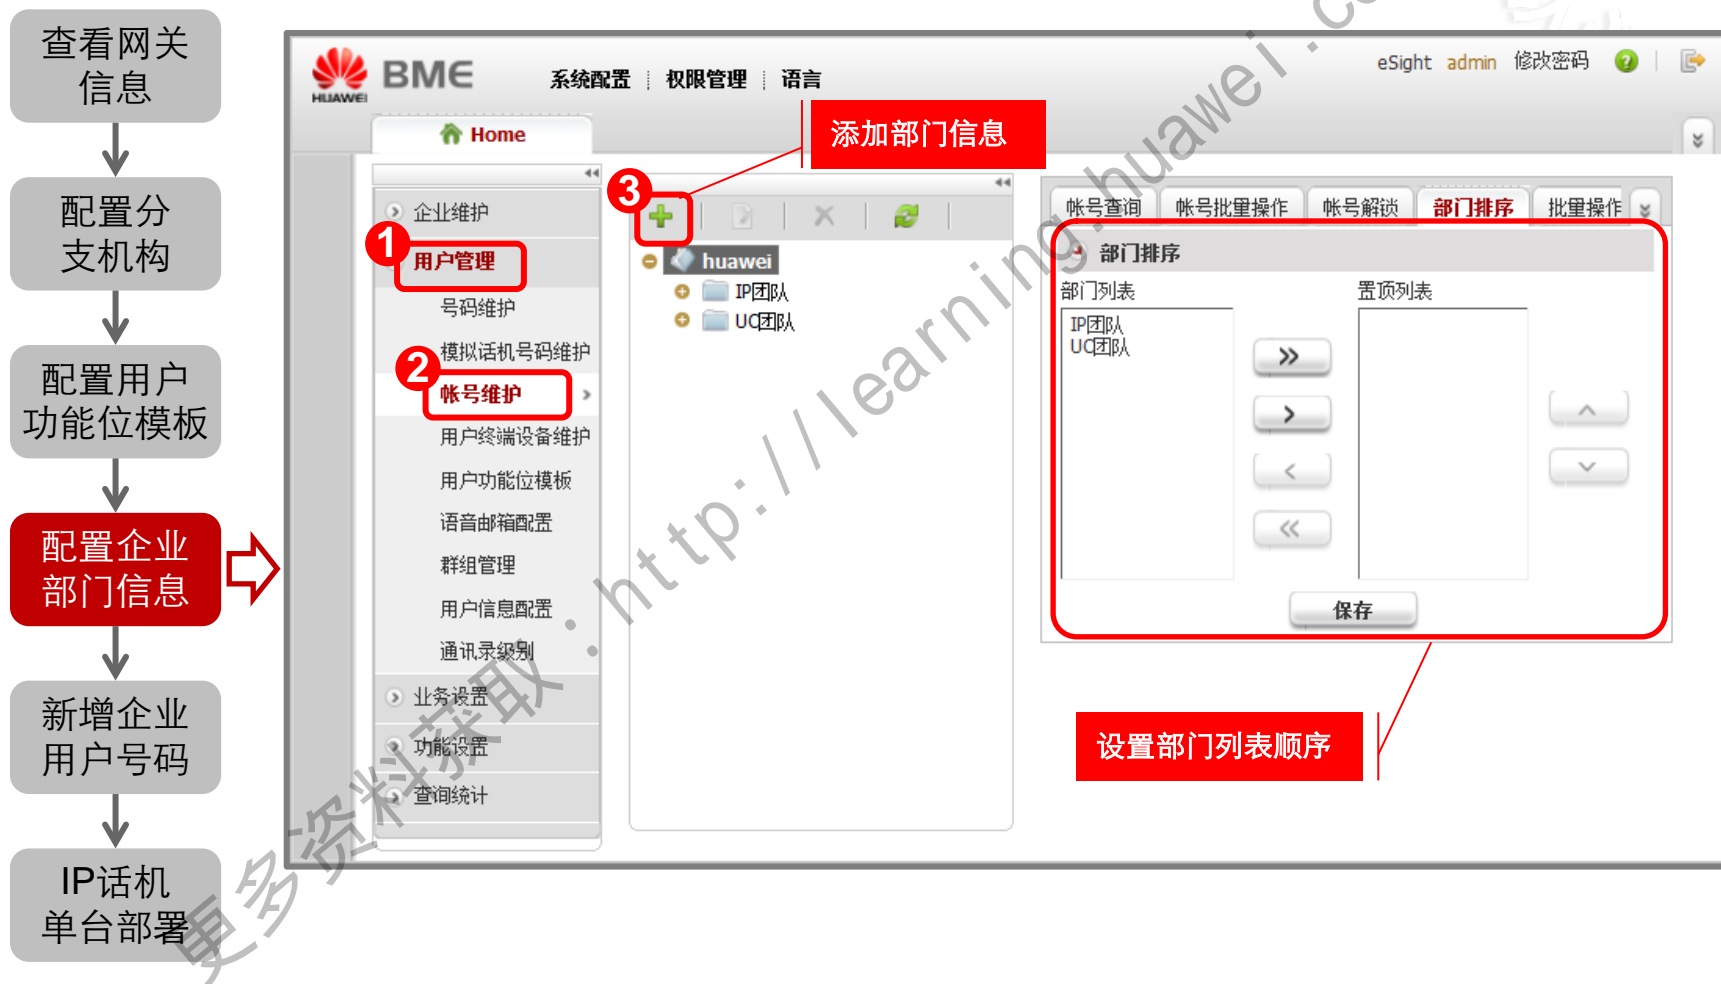 查看网关
信息
配置分
支机构
配置用户
功能位模板
配置企业
部门信息
新增企业
用户号码
IP话机
单台部署
HUAWEI
BME
系统配置
权限管理
语言
eSight admin 修改密码
Home
添加部门信息
企业维护
1
用户管理
号码维护
模拟话机号码维护
2
帐号维护
用户终端设备维护
用户功能位模板
语音邮箱配置
群组管理
用户信息配置
通讯录级别
业务设置
功能设置
查询统计
3
huawei
IP团队
UC团队
帐号查询
帐号批量操作
帐号解锁
部门排序
批量操作
部门排序
部门列表
置顶列表
IP团队
UC团队
保存
设置部门列表顺序
更多资料获取:http://learning.huawei.c